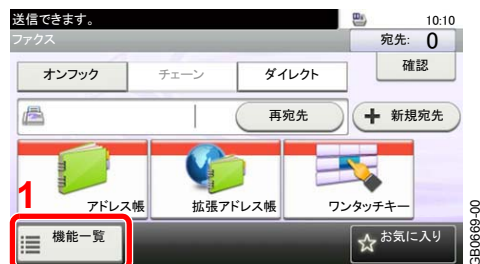 送信できます。 10:10
ファクス 宛先: 0
オンフック チェーン ダイレクト 確認
再宛先 新規宛先
1
アドレス帳 拡張アドレス帳 ワンタッチキー
機能一覧 お気に入り
GB0669-00